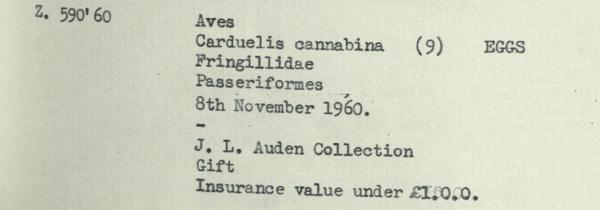 Z. 590'60
Aves
Carduelis cannabina (9) EGGS
Fringillidae
Passeriformes
8th November 1960.
-
J. L. Auden Collection
Gift
Insurance value under £1.0.0.